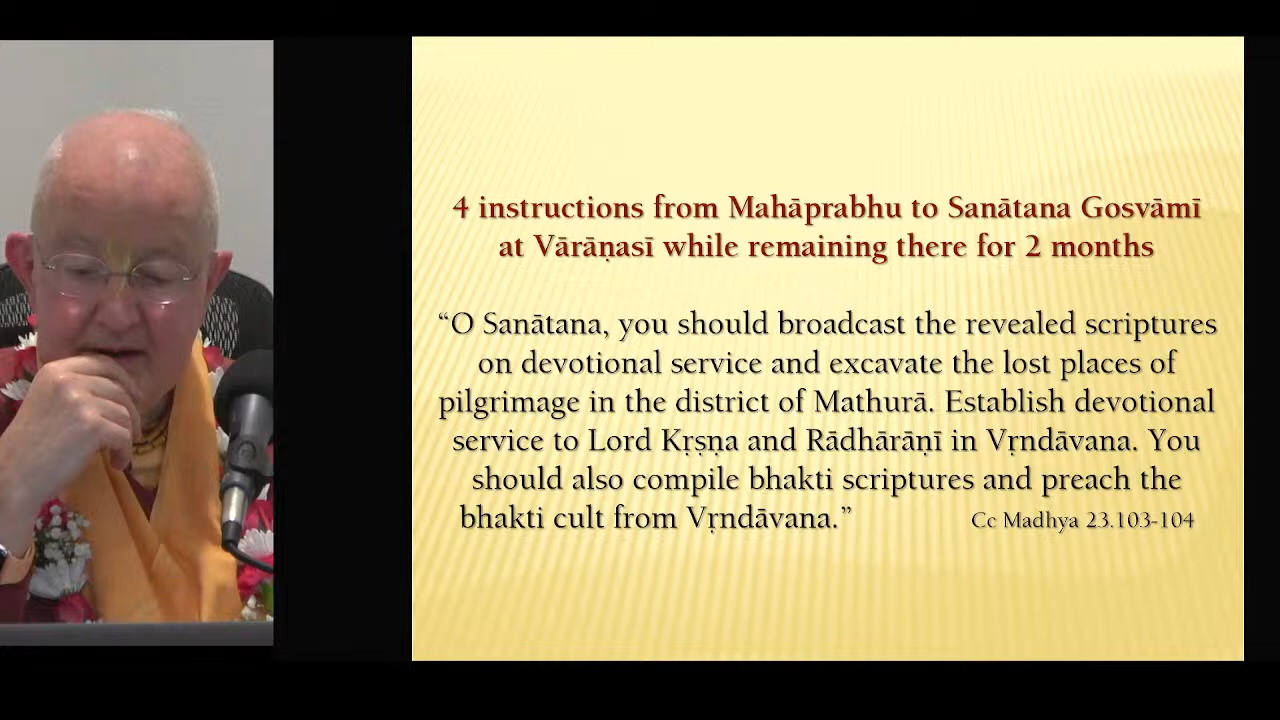 4 instructions from Mahāprabhu to Sanātana Gosvāmī
at Vārāṇasī while remaining there for 2 months
“O Sanātana, you should broadcast the revealed scriptures
on devotional service and excavate the lost places of
pilgrimage in the district of Mathurā. Establish devotional
service to Lord Kṛṣṇa and Rādhārāṇī in Vṛndāvana. You
should also compile bhakti scriptures and preach the
bhakti cult from Vṛndāvana.” Cc Madhya 23.103-104